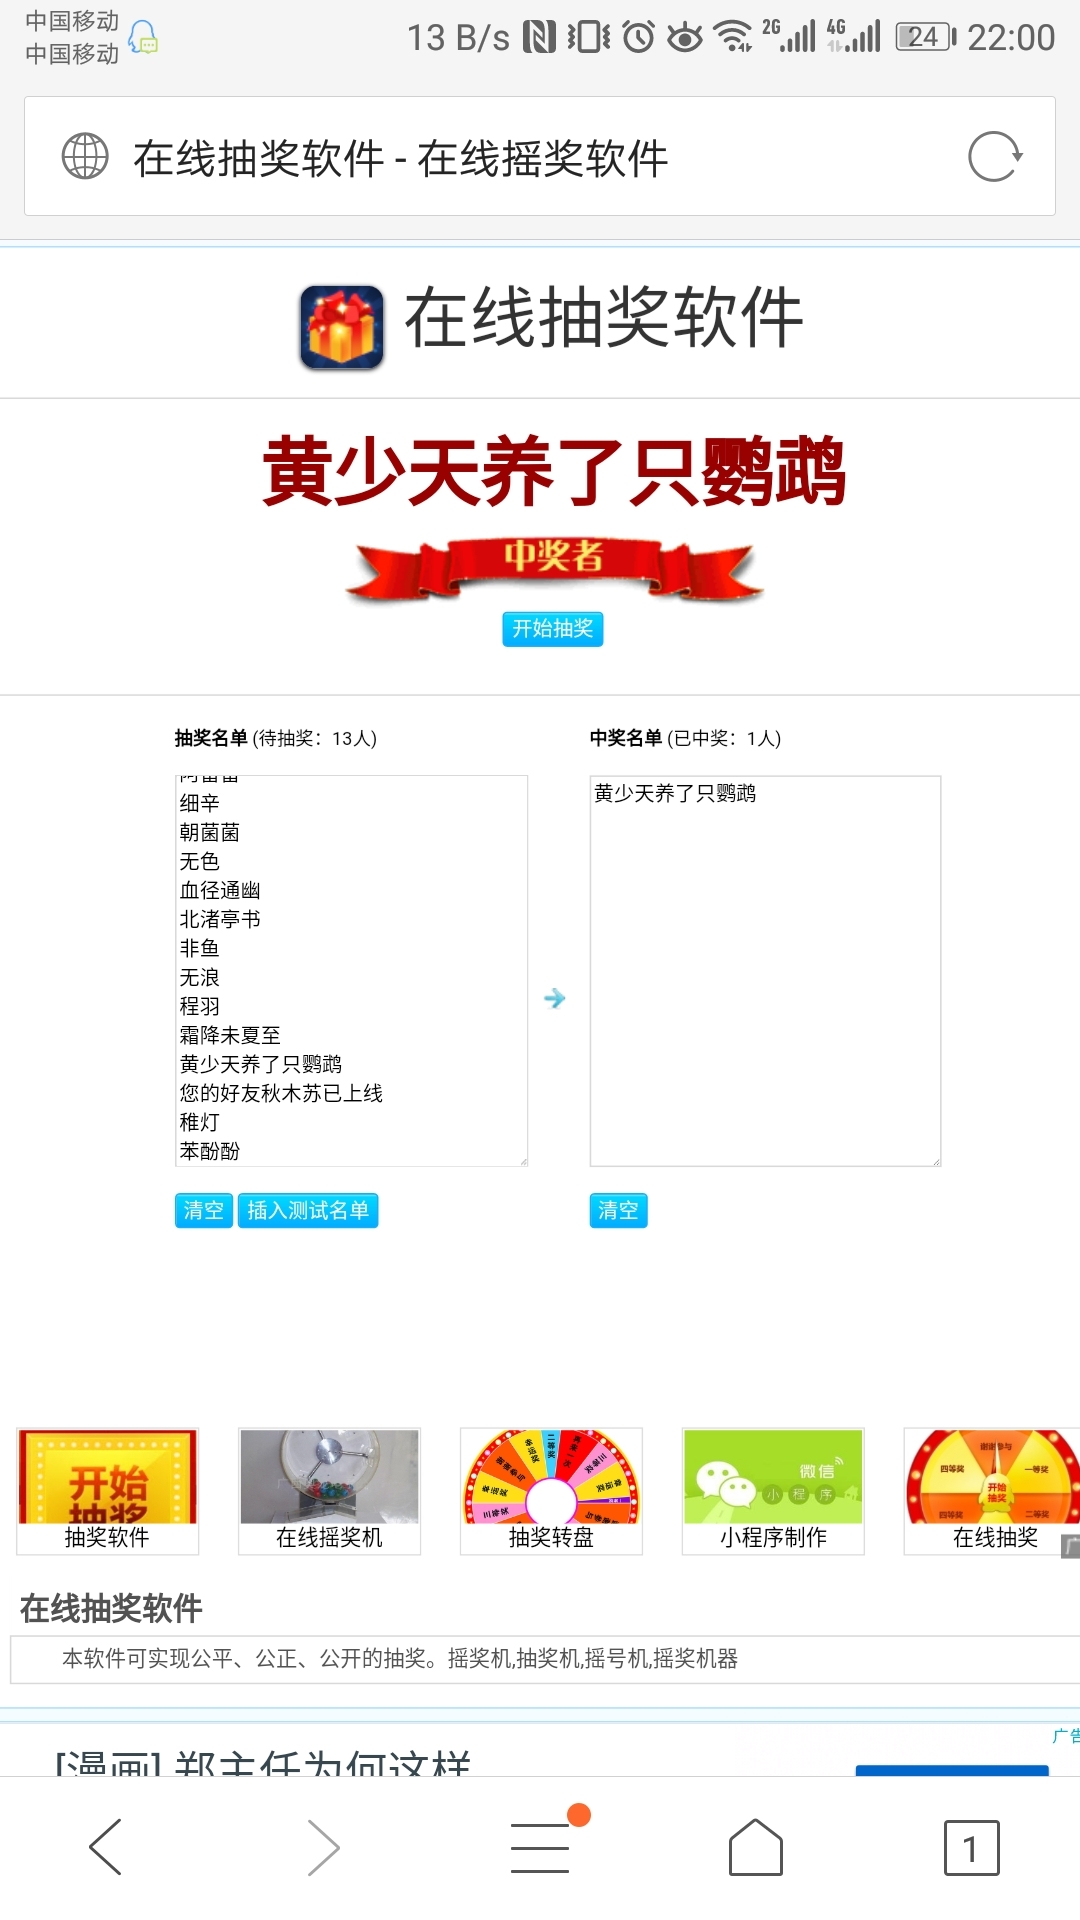 中国移动
中国移动
13 B/s 2G 4G 24 22:00
在线抽奖软件 - 在线摇奖软件
在线抽奖软件
黄少天养了只鹦鹉
中奖者
开始抽奖
抽奖名单 (待抽奖：13人)
细辛
朝菌菌
无色
血径通幽
北渚亭书
非鱼
无浪
程羽
霜降未夏至
黄少天养了只鹦鹉
您的好友秋木苏已上线
稚灯
苯酚酚
清空 插入测试名单
中奖名单 (已中奖：1人)
黄少天养了只鹦鹉
清空
开始
抽奖
抽奖软件
在线摇奖机
抽奖转盘
微信
小程序
小程序制作
谢谢参与
四等奖
一等奖
开始
抽奖
四等奖
二等奖
在线抽奖
在线抽奖软件
本软件可实现公平、公正、公开的抽奖。摇奖机,抽奖机,摇号机,摇奖机器
广告
[漫画] 郑主任为何这样
1